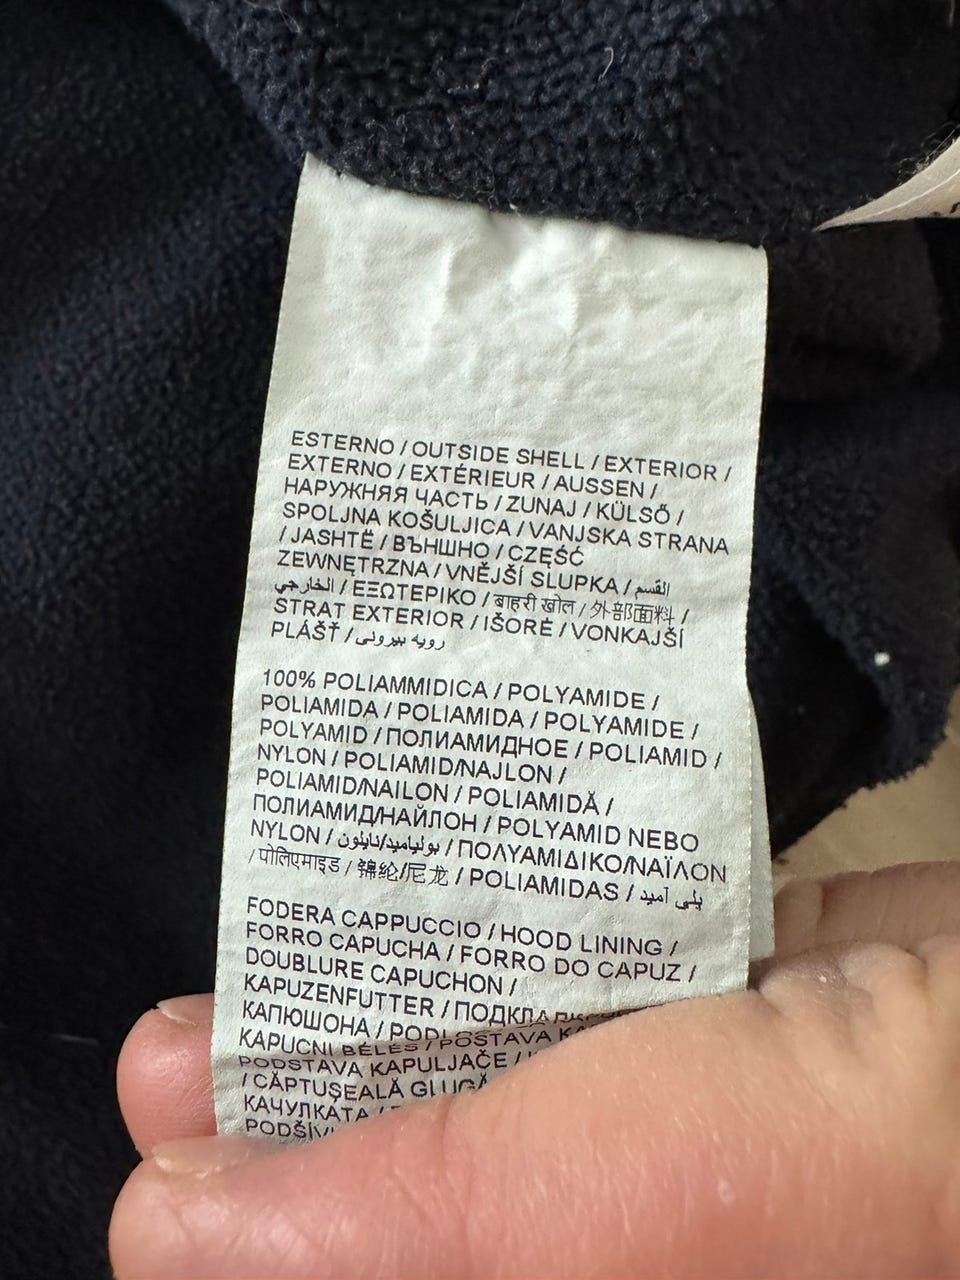 ESTERNO / OUTSIDE SHELL / EXTERIOR /
EXTERNO / EXTÉRIEUR / AUSSEN /
НАРУЖНЯЯ ЧАСТЬ / ZUNAJ / KÜLSŐ /
SPOLJNA KOŠULJICA / VANJSKA STRANA
/ JASHTË / ВЪНШНО / CZĘŚĆ
ZEWNĘTRZNA / VNĚJŠÍ SLUPKA / القسم
الخارجي / ΕΞΩΤΕΡΙΚΟ / बाहरी खोल / 外部面料 /
STRAT EXTERIOR / IŠORĖ / VONKAJŠÍ
PLÁŠŤ / رویه بیرونی
100% POLIAMMIDICA / POLYAMIDE /
POLIAMIDA / POLIAMIDA / POLYAMIDE /
POLYAMID / ПОЛИАМИДНОЕ / POLIAMID /
NYLON / POLIAMID/NAJLON /
POLIAMID/NAILON / POLIAMIDĂ /
ПОЛИАМИД/НАЙЛОН / POLYAMID NEBO
NYLON / بولياميد/نايلون / ΠΟΛΥΑΜΙΔΙΚΟ/ΝΑΪΛΟΝ
/ पोलिएमाइड / 锦纶/尼龙 / POLIAMIDAS / پلی آمید
FODERA CAPPUCCIO / HOOD LINING /
FORRO CAPUCHA / FORRO DO CAPUZ /
DOUBLURE CAPUCHON /
KAPUZENFUTTER / ПОДКЛАДКА
КАПЮШОНА /
KAPUCNI BÉLÉS / POSTAVA
PODSTAVA KAPULJAČE /
/ CĂPTUŞEALĂ GLUGĂ
КАЧУЛКАТА /